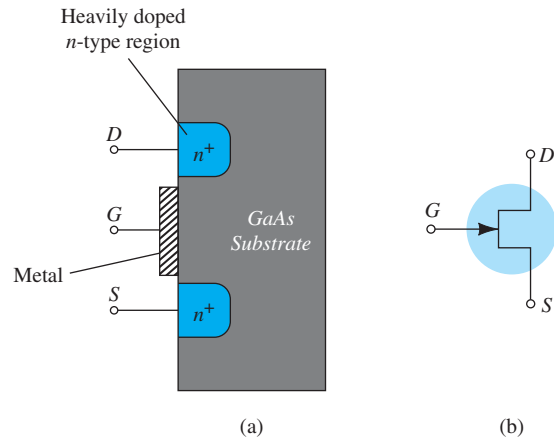 Heavily doped
n-type region
D
n+
G
GaAs
Substrate
Metal
S
n+
(a)
D
G
S
(b)